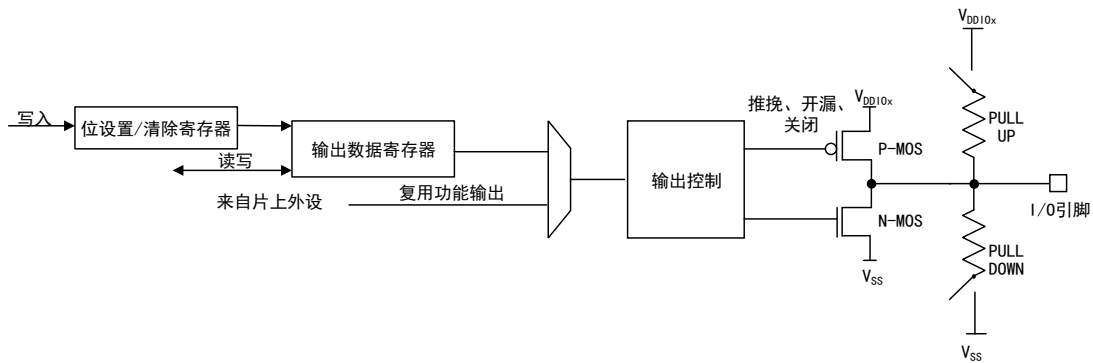 V_DDIOx
写入
位设置/清除寄存器
读写
输出数据寄存器
来自片上外设
复用功能输出
输出控制
推挽、开漏、
关闭
V_DDIOx
P-MOS
N-MOS
V_SS
PULL
UP
I/O引脚
PULL
DOWN
V_SS